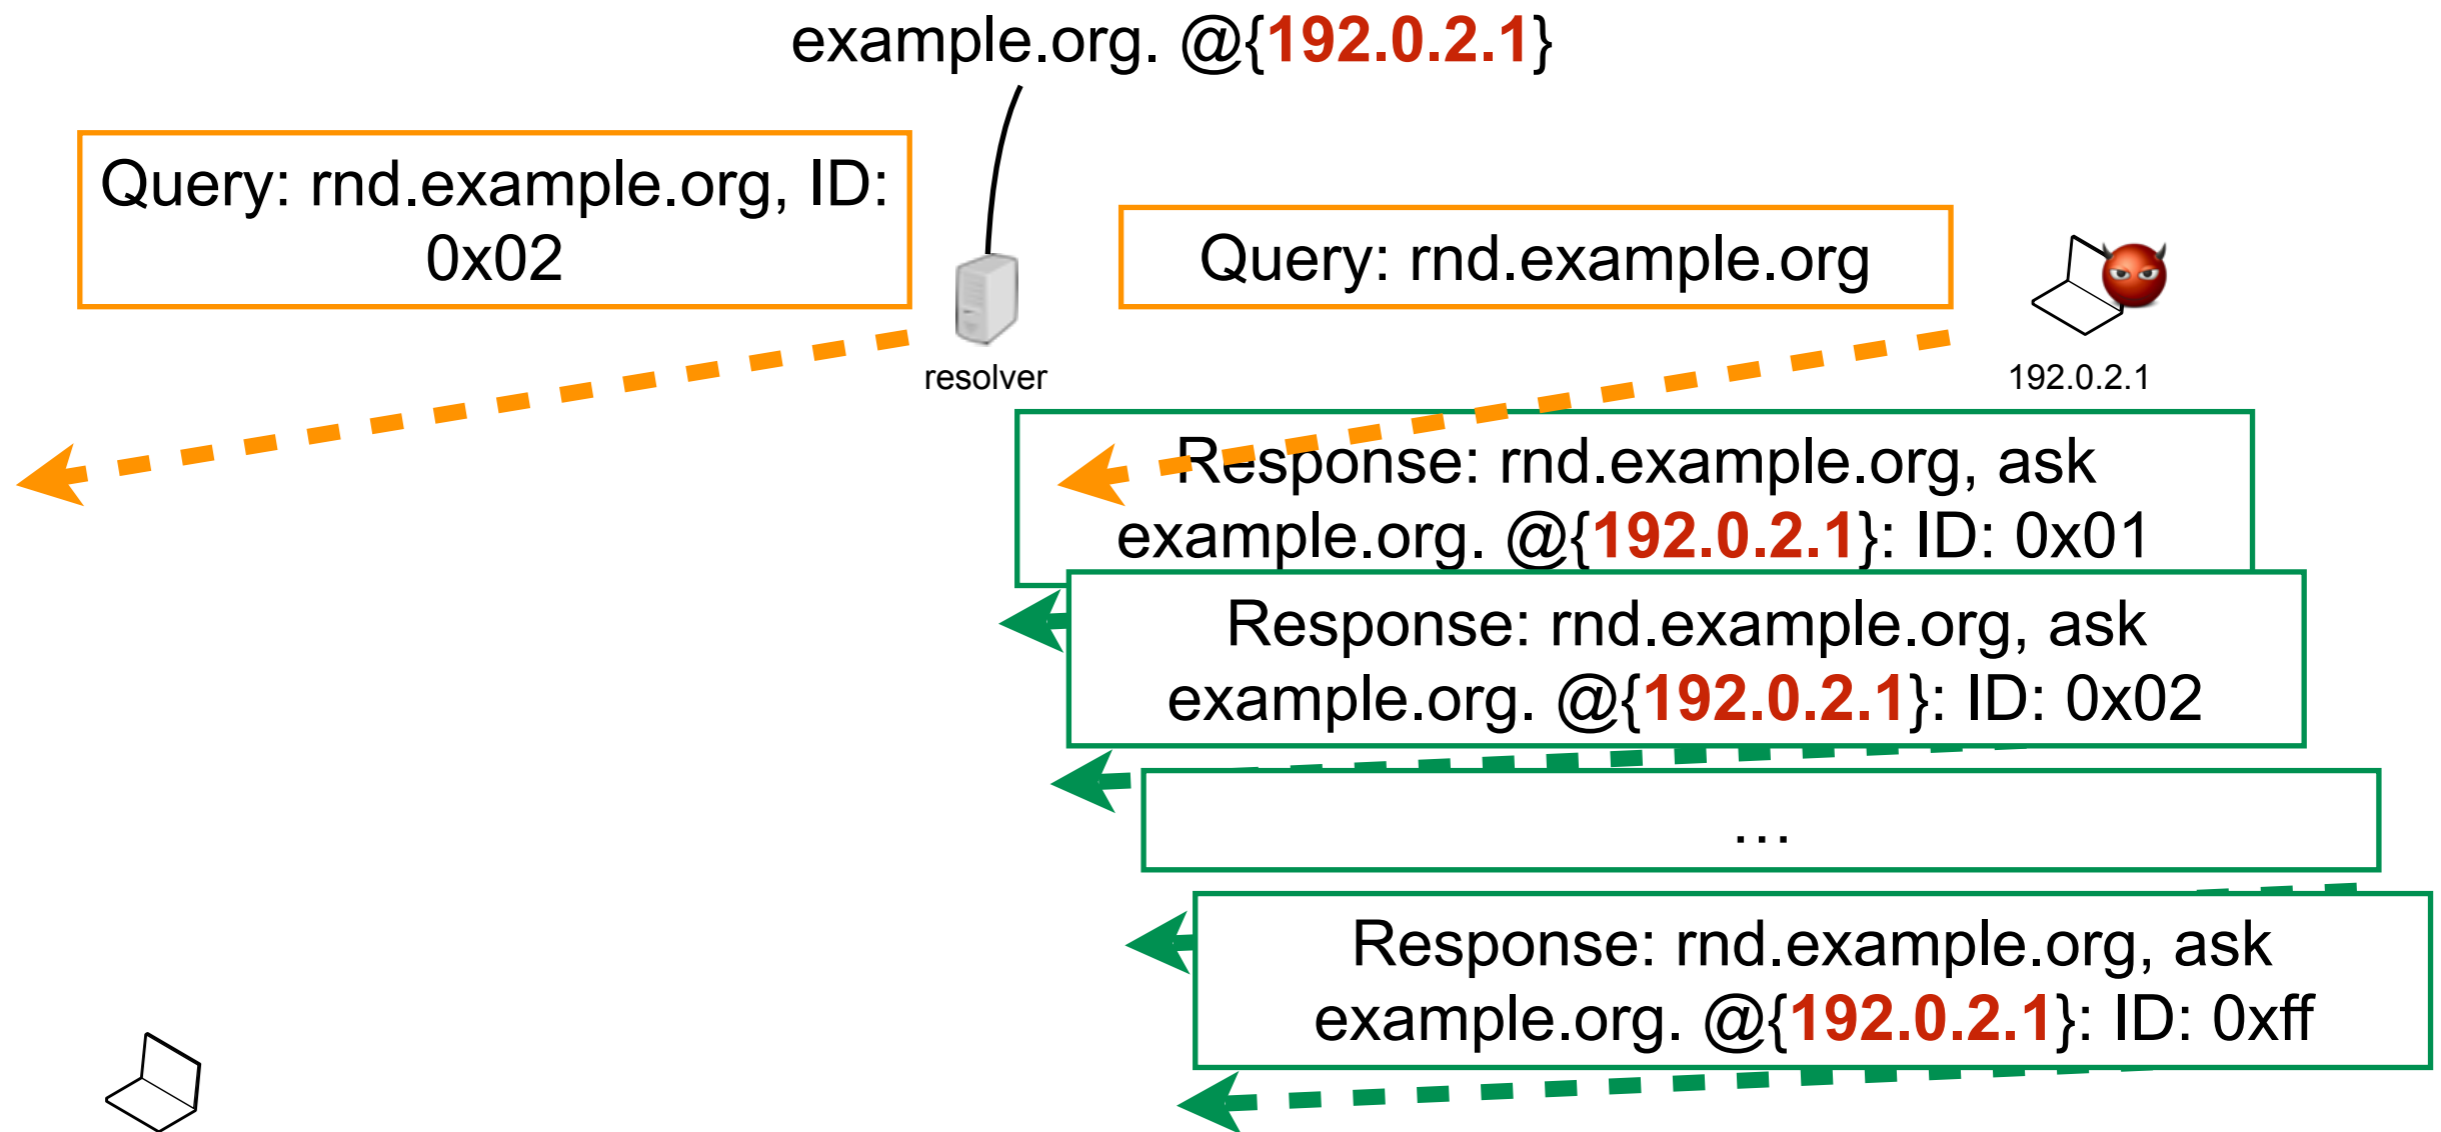 example.org. @{192.0.2.1}
Query: rnd.example.org, ID:
0x02
Query: rnd.example.org
resolver
192.0.2.1
Response: rnd.example.org, ask
example.org. @{192.0.2.1}: ID: 0x01
Response: rnd.example.org, ask
example.org. @{192.0.2.1}: ID: 0x02
…
Response: rnd.example.org, ask
example.org. @{192.0.2.1}: ID: 0xff